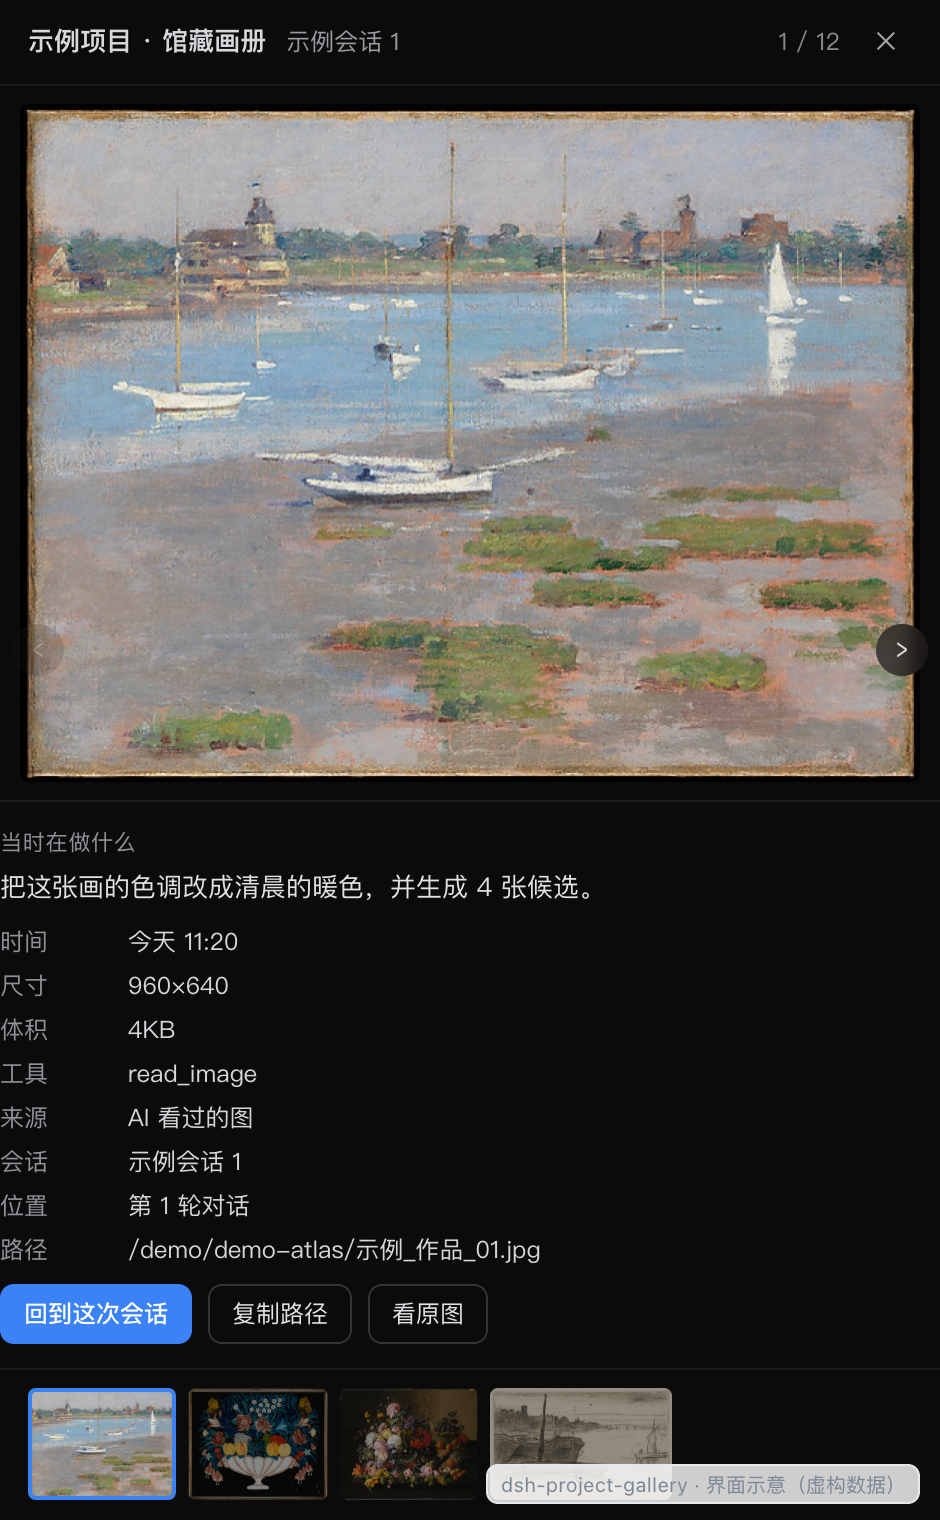 示例项目 · 馆藏画册 示例会话 1 1 / 12
当时在做什么
把这张画的色调改成清晨的暖色，并生成 4 张候选。
时间 今天 11:20
尺寸 960×640
体积 4KB
工具 read_image
来源 AI 看过的图
会话 示例会话 1
位置 第 1 轮对话
路径 /demo/demo-atlas/示例_作品_01.jpg
回到这次会话 复制路径 看原图
dsh-project-gallery · 界面示意（虚构数据）